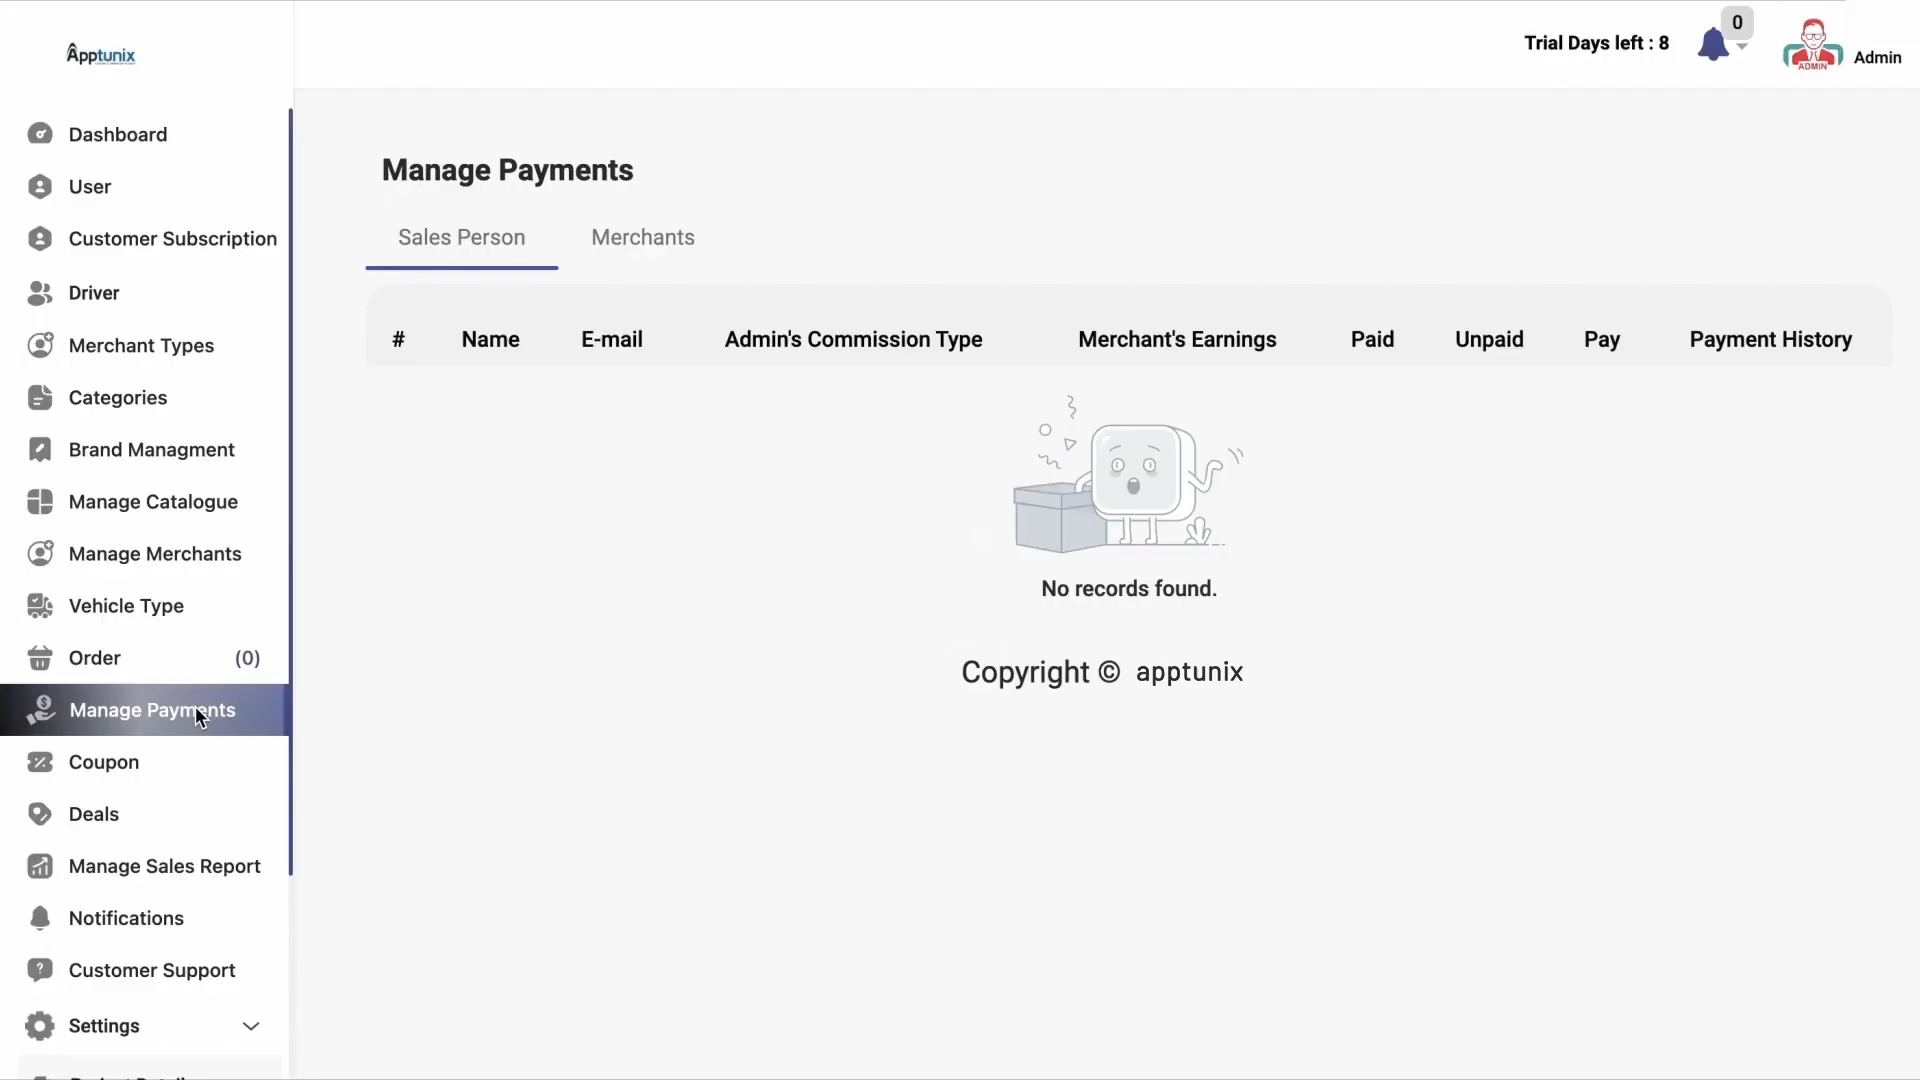 Apptunix
Trial Days left : 8
0
ADMIN
Admin
Dashboard
User
Customer Subscription
Driver
Merchant Types
Categories
Brand Managment
Manage Catalogue
Manage Merchants
Vehicle Type
Order (0)
Manage Payments
Coupon
Deals
Manage Sales Report
Notifications
Customer Support
Settings
Manage Payments
Sales Person Merchants
# Name E-mail Admin's Commission Type Merchant's Earnings Paid Unpaid Pay Payment History
No records found.
Copyright © apptunix